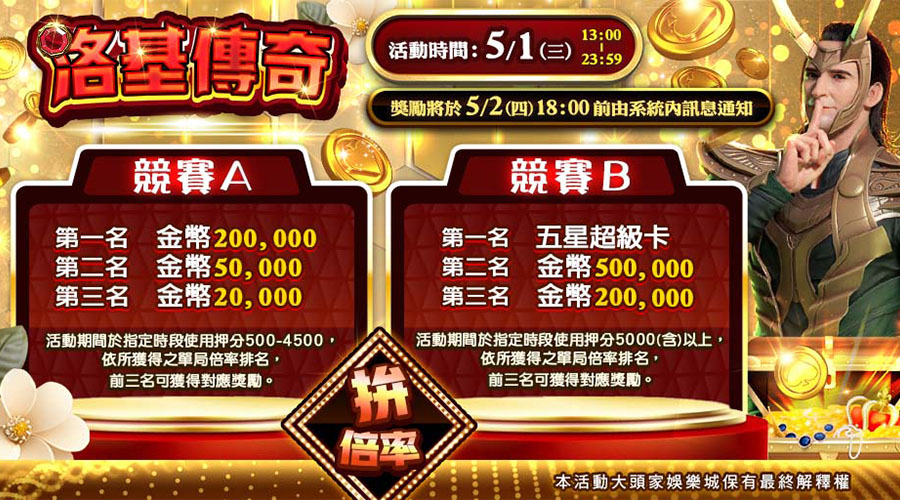 洛基傳奇
活動時間：5/1(三) 13:00-23:59
獎勵將於5/2(四)18:00前由系統內訊息通知
競賽A
第一名 金幣200,000
第二名 金幣50,000
第三名 金幣20,000
活動期間於指定時段使用押分500-4500，
依所獲得之單局倍率排名，
前三名可獲得對應獎勵。
競賽B
第一名 五星超級卡
第二名 金幣500,000
第三名 金幣200,000
活動期間於指定時段使用押分5000(含)以上，
依所獲得之單局倍率排名，
前三名可獲得對應獎勵。
拚
倍率
本活動大頭家娛樂城保有最終解釋權